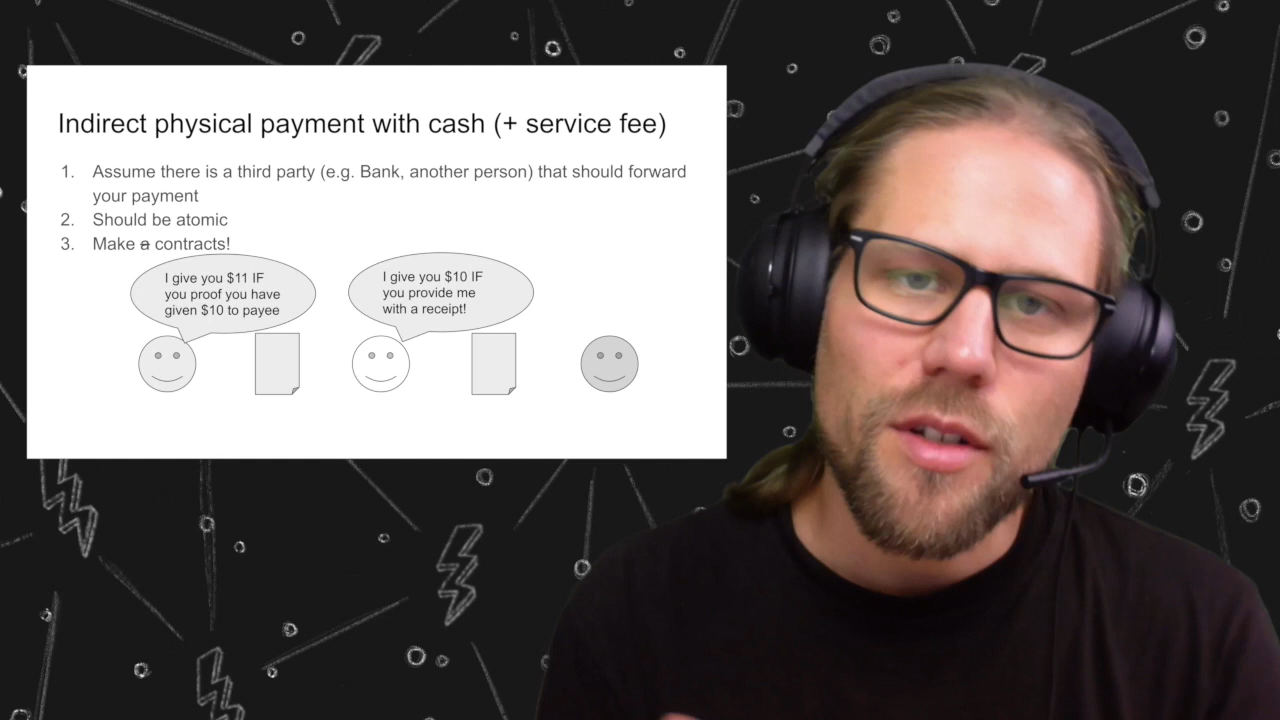 Indirect physical payment with cash (+ service fee)
1. Assume there is a third party (e.g. Bank, another person) that should forward
your payment
2. Should be atomic
3. Make a contracts!
I give you $11 IF
you proof you have
given $10 to payee
I give you $10 IF
you provide me
with a receipt!